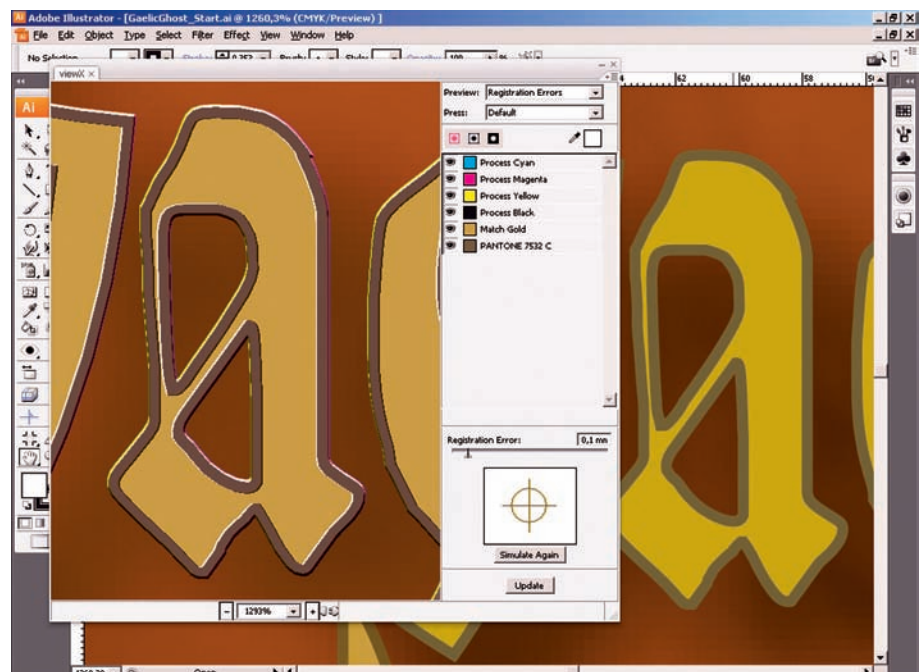 Adobe Illustrator - [GaelicGhost_Start.ai @ 1260,3% (CMYK/Preview) ]
File Edit Object Type Select Filter Effect View Window Help
No Selection
viewX ×
Preview: Registration Errors
Press: Default
62 60 58
Ai
Process Cyan
Process Magenta
Process Yellow
Process Black
Match Gold
PANTONE 7532 C
Registration Error: 0,1 mn
Simulate Again
Update
1293%
a
a